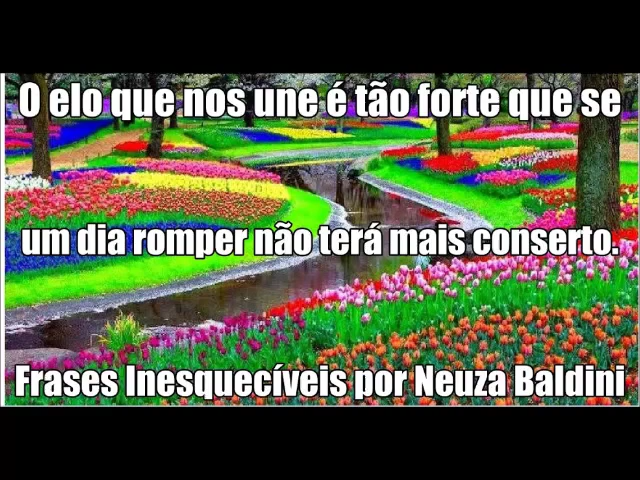 O elo que nos une é tão forte que se
um dia romper não terá mais conserto.
Frases Inesquecíveis por Neuza Baldini